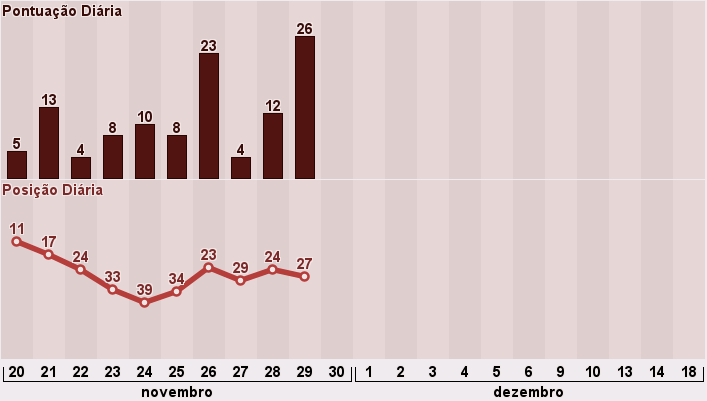 Pontuação Diária
5 13 4 8 10 8 23 4 12 26
Posição Diária
11 17 24 33 39 34 23 29 24 27
20 21 22 23 24 25 26 27 28 29 30 1 2 3 4 5 6 9 10 13 14 18
novembro dezembro